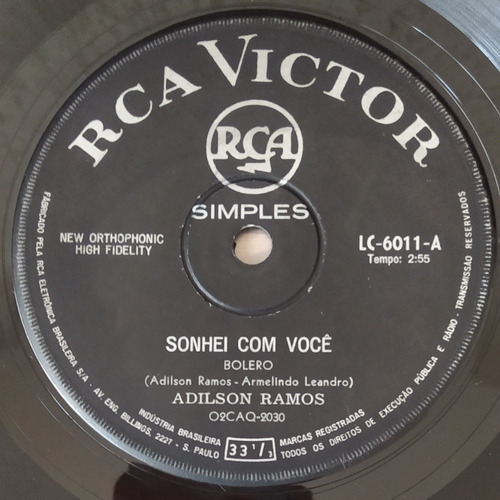 RCA VICTOR
RCA
SIMPLES
NEW ORTHOPHONIC
HIGH FIDELITY
LC-6011-A
Tempo: 2:55
SONHEI COM VOCÊ
BOLERO
(Adilson Ramos - Armelindo Leandro)
ADILSON RAMOS
O2CAQ-2030
FABRICADO PELA RCA ELETRÔNICA BRASILEIRA S/A - AV. ENG. BILLINGS, 2227 - S. PAULO
INDÚSTRIA BRASILEIRA
33 1/3
MARCAS REGISTRADAS
TODOS OS DIREITOS DE EXECUÇÃO PÚBLICA E RÁDIO - TRANSMISSÃO RESERVADOS